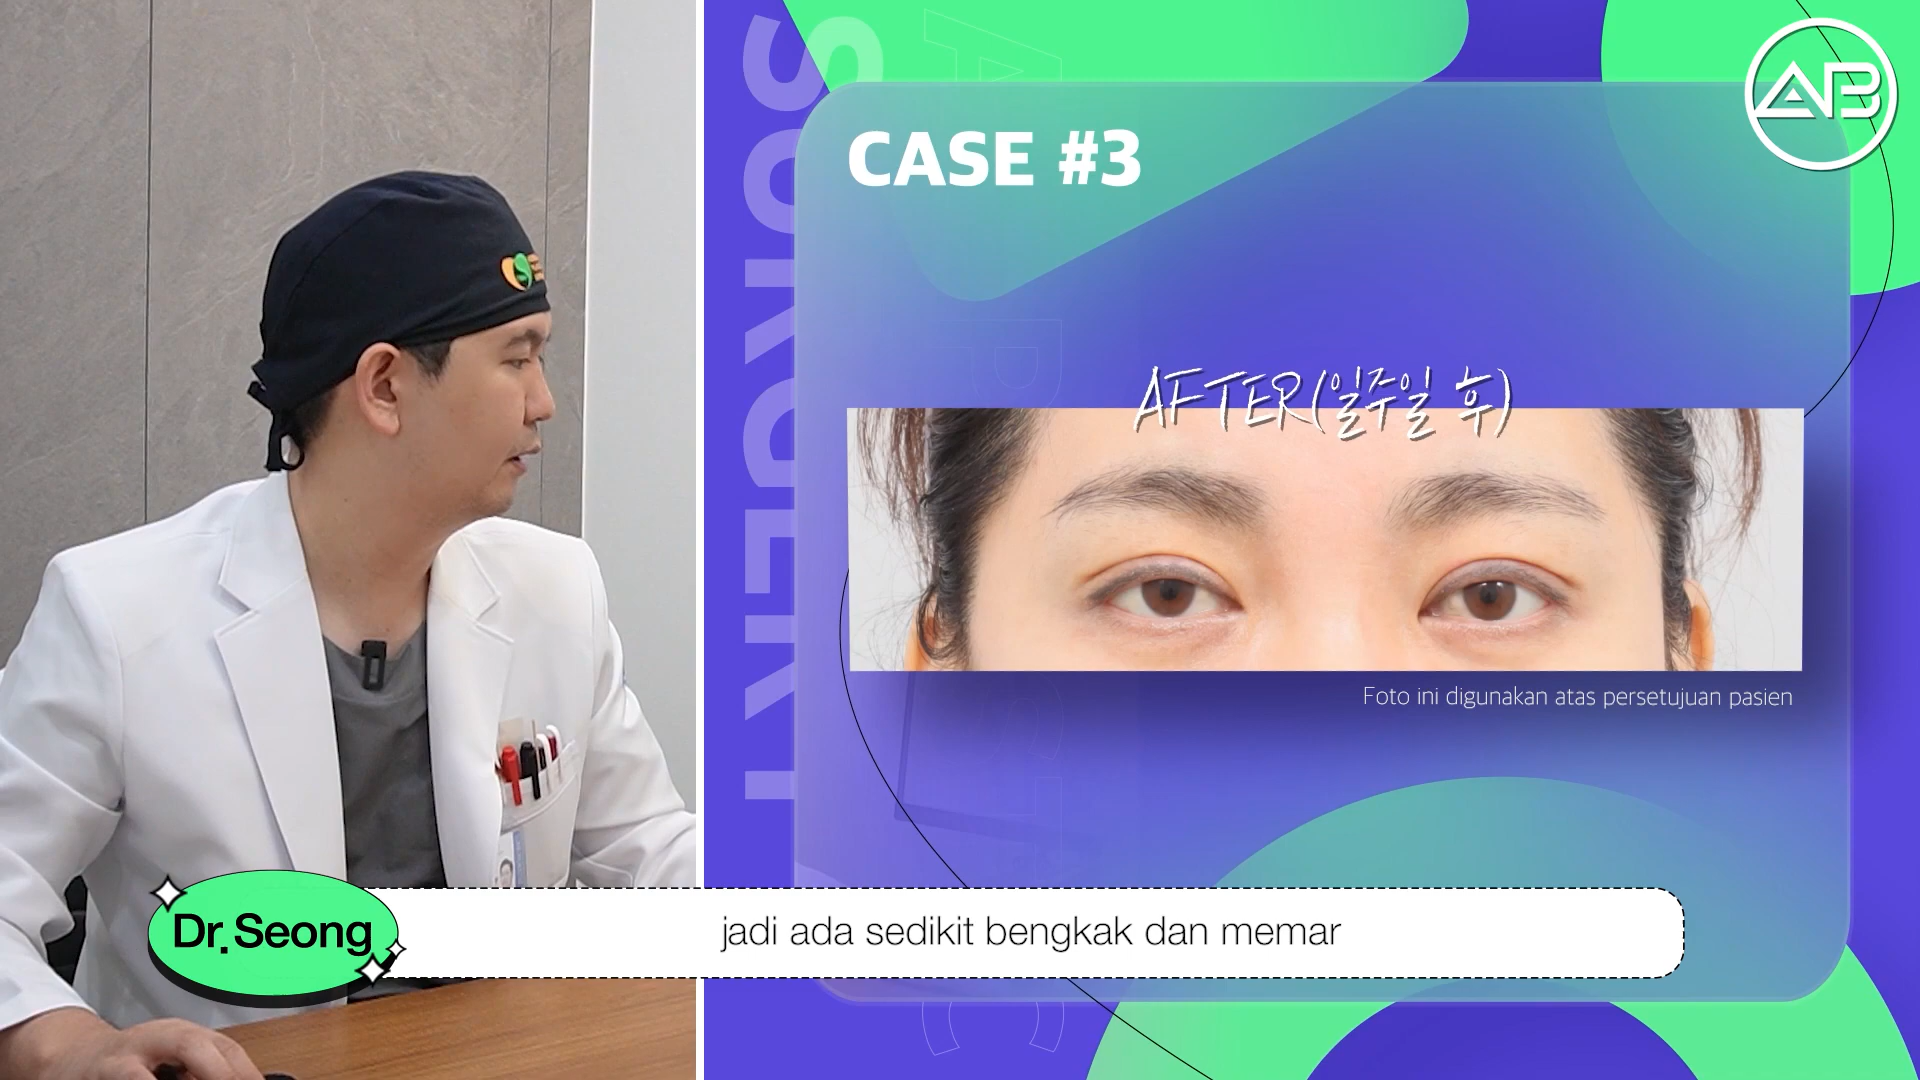 AB
CASE #3
AFTER(일주일 후)
Foto ini digunakan atas persetujuan pasien
Dr.Seong
jadi ada sedikit bengkak dan memar